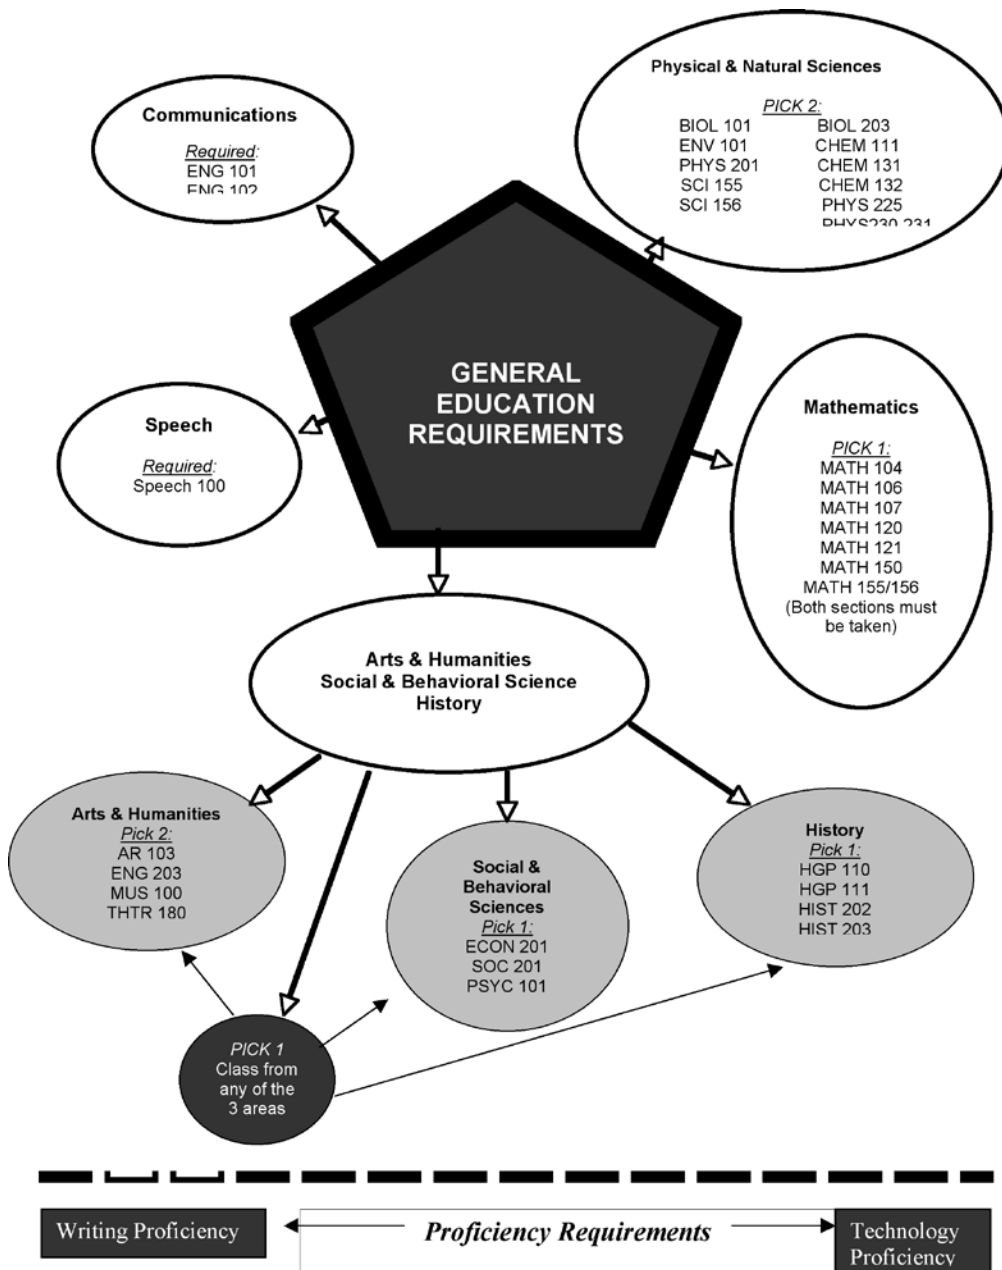 Communications
Required:
ENG 101
ENG 102
Physical & Natural Sciences
PICK 2:
BIOL 101
ENV 101
PHYS 201
SCI 155
SCI 156
BIOL 203
CHEM 111
CHEM 131
CHEM 132
PHYS 225
PHYS230 231
GENERAL
EDUCATION
REQUIREMENTS
Speech
Required:
Speech 100
Mathematics
PICK 1:
MATH 104
MATH 106
MATH 107
MATH 120
MATH 121
MATH 150
MATH 155/156
(Both sections must
be taken)
Arts & Humanities
Social & Behavioral Science
History
Arts & Humanities
Pick 2:
AR 103
ENG 203
MUS 100
THTR 180
Social &
Behavioral
Sciences
Pick 1:
ECON 201
SOC 201
PSYC 101
History
Pick 1:
HGP 110
HGP 111
HIST 202
HIST 203
PICK 1
Class from
any of the
3 areas
Writing Proficiency
Proficiency Requirements
Technology
Proficiency